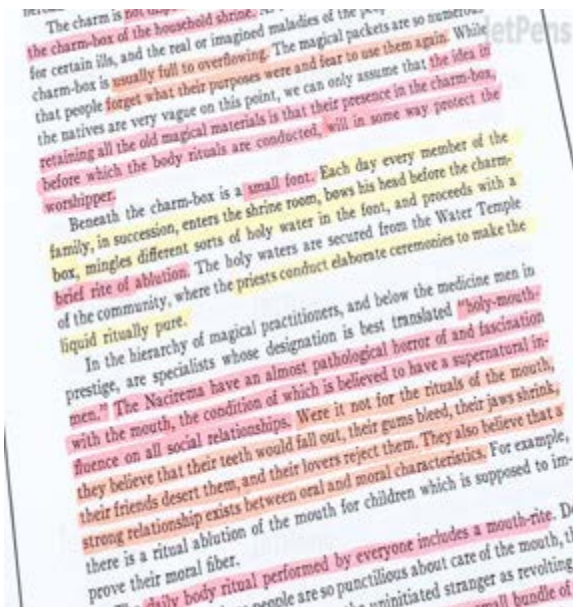 The charm is not
JetPens
the charm-box of the household shrine.
for certain ills, and the real or imagined maladies of the
charm-box is usually full to overflowing. The magical packets are so numerous
that people forget what their purposes were and fear to use them again. While
the natives are very vague on this point, we can only assume that the idea in
retaining all the old magical materials is that their presence in the charm-box,
before which the body rituals are conducted, will in some way protect the
worshipper.
Beneath the charm-box is a small font. Each day every member of the
family, in succession, enters the shrine room, bows his head before the charm-
box, mingles different sorts of holy water in the font, and proceeds with a
brief rite of ablution. The holy waters are secured from the Water Temple
of the community, where the priests conduct elaborate ceremonies to make the
liquid ritually pure.
In the hierarchy of magical practitioners, and below the medicine men in
prestige, are specialists whose designation is best translated "holy-mouth-
men." The Nacirema have an almost pathological horror of and fascination
with the mouth, the condition of which is believed to have a supernatural in-
fluence on all social relationships. Were it not for the rituals of the mouth,
they believe that their teeth would fall out, their gums bleed, their jaws shrink,
their friends desert them, and their lovers reject them. They also believe that a
strong relationship exists between oral and moral characteristics. For example,
there is a ritual ablution of the mouth for children which is supposed to im-
prove their moral fiber.
daily body ritual performed by everyone includes a mouth-rite.
people are so punctilious about care of the mouth,
uninitiated stranger as revolting
small bundle of